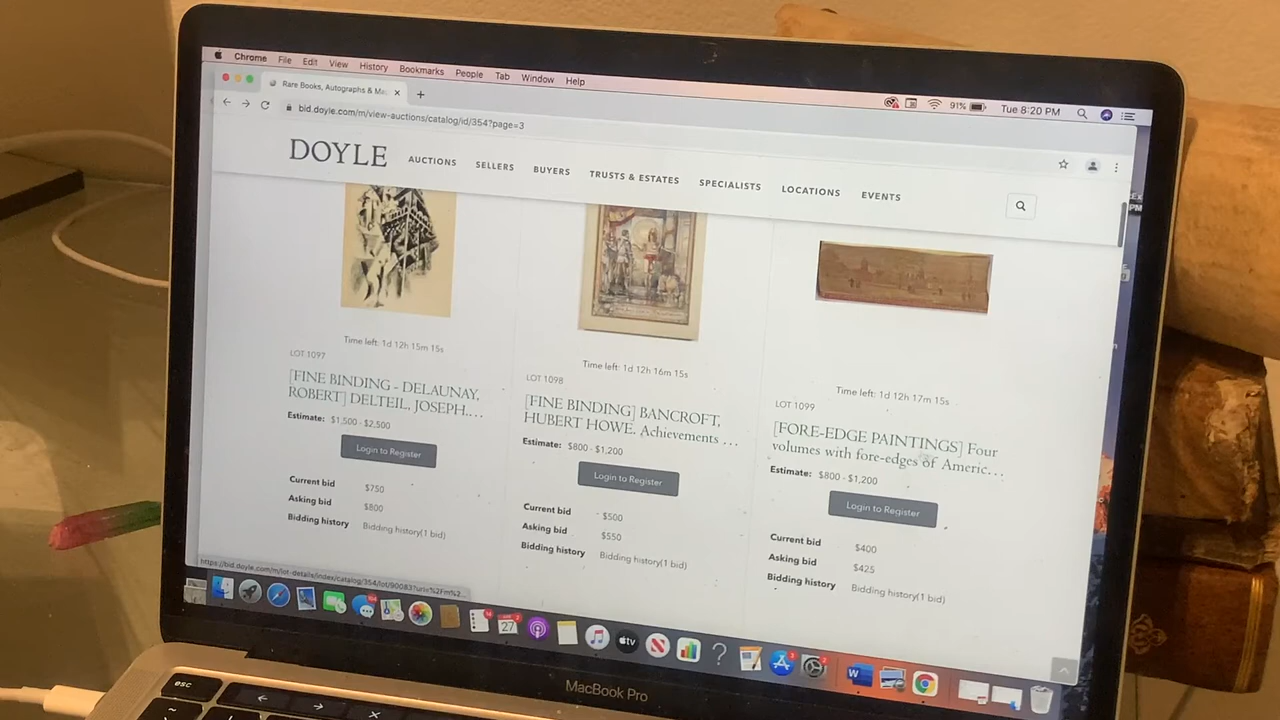 Chrome File Edit View History Bookmarks People Tab Window Help
91% Tue 8:20 PM
Rare Books, Autographs & Ma
bid.doyle.com/m/view-auctions/catalog/id/354?page=3
DOYLE AUCTIONS SELLERS BUYERS TRUSTS & ESTATES SPECIALISTS LOCATIONS EVENTS
Time left: 1d 12h 15m 15s
LOT 1097
[FINE BINDING - DELAUNAY,
ROBERT] DELTEIL, JOSEPH....
Estimate: $1,500 - $2,500
Login to Register
Current bid $750
Asking bid $800
Bidding history Bidding history(1 bid)
Time left: 1d 12h 16m 15s
LOT 1098
[FINE BINDING] BANCROFT,
HUBERT HOWE. Achievements ...
Estimate: $800 - $1,200
Login to Register
Current bid $500
Asking bid $550
Bidding history Bidding history(1 bid)
Time left: 1d 12h 17m 15s
LOT 1099
[FORE-EDGE PAINTINGS] Four
volumes with fore-edges of Americ...
Estimate: $800 - $1,200
Login to Register
Current bid $400
Asking bid $425
Bidding history Bidding history(1 bid)
27
tv
MacBook Pro
esc